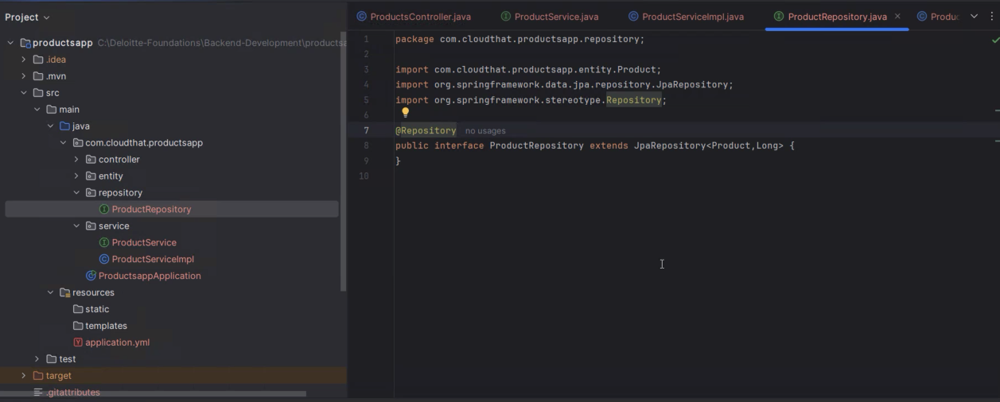 Project
productsapp C:\Deloitte-Foundations\Backend-Development\products
.idea
.mvn
src
main
java
com.cloudthat.productsapp
controller
entity
repository
ProductRepository
service
ProductService
ProductServiceImpl
ProductsappApplication
resources
static
templates
application.yml
test
target
.gitattributes
ProductsController.java ProductService.java ProductServiceImpl.java ProductRepository.java Produc
1 package com.cloudthat.productsapp.repository;
2
3 import com.cloudthat.productsapp.entity.Product;
4 import org.springframework.data.jpa.repository.JpaRepository;
5 import org.springframework.stereotype.Repository;
6
7 @Repository no usages
8 public interface ProductRepository extends JpaRepository<Product,Long> {
9 }
10